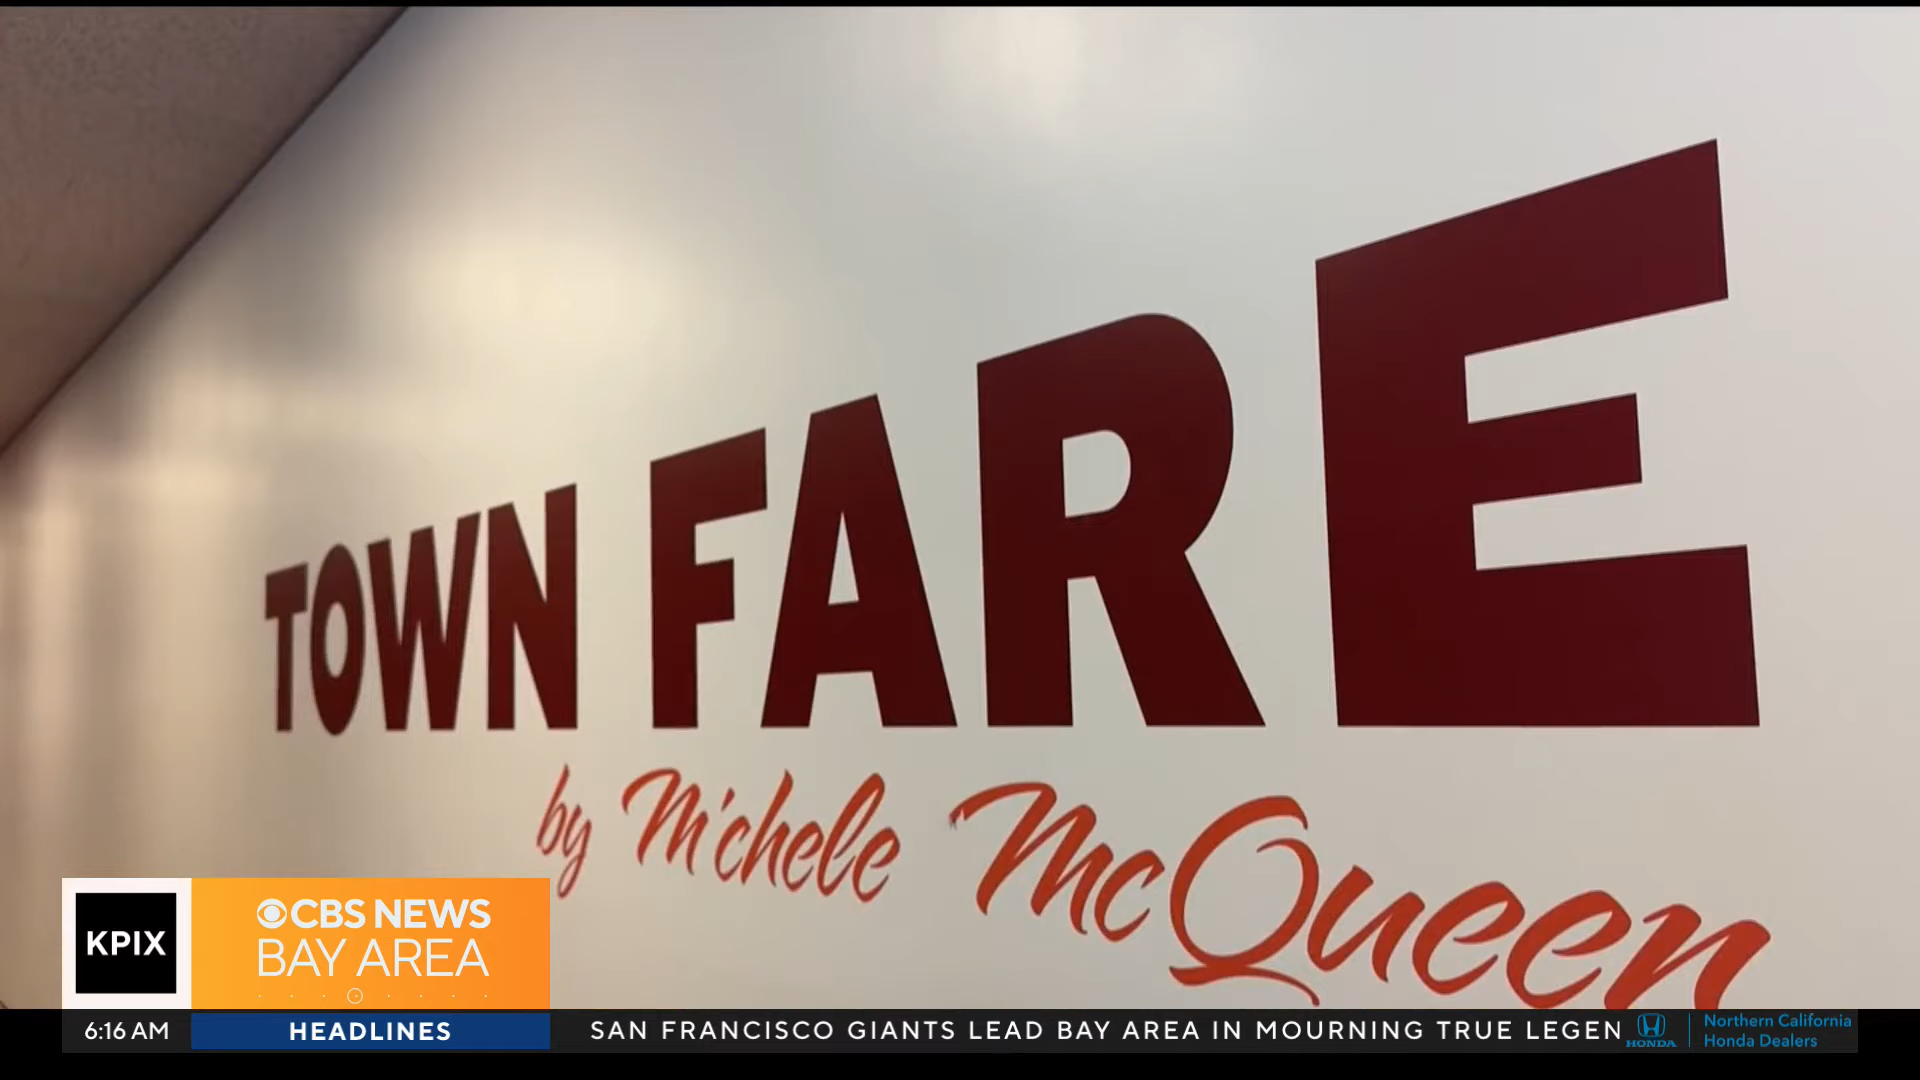 TOWN FARE
by M'chele McQueen
KPIX
CBS NEWS
BAY AREA
6:16 AM
HEADLINES
SAN FRANCISCO GIANTS LEAD BAY AREA IN MOURNING TRUE LEGEN
HONDA
Northern California
Honda Dealers